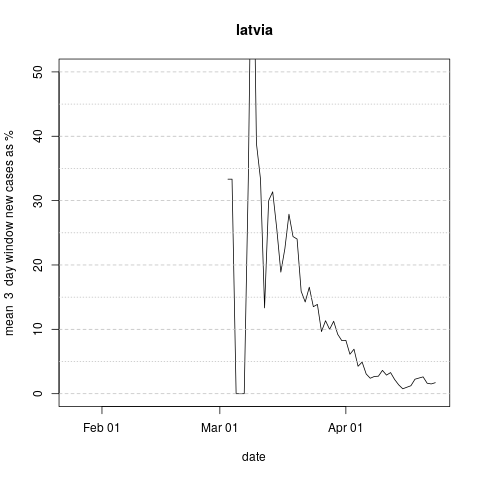 latvia
mean 3 day window new cases as %
50
40
30
20
10
0
Feb 01
Mar 01
Apr 01
date